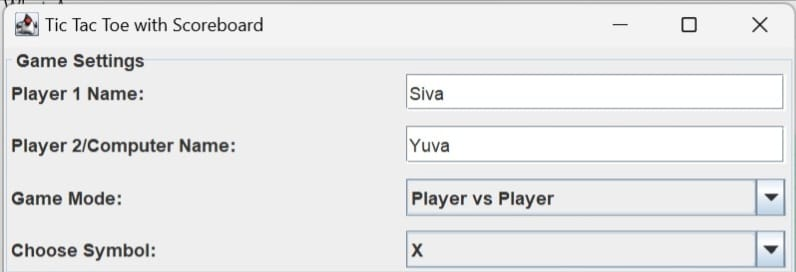 Tic Tac Toe with Scoreboard
Game Settings
Player 1 Name: Siva
Player 2/Computer Name: Yuva
Game Mode: Player vs Player
Choose Symbol: X